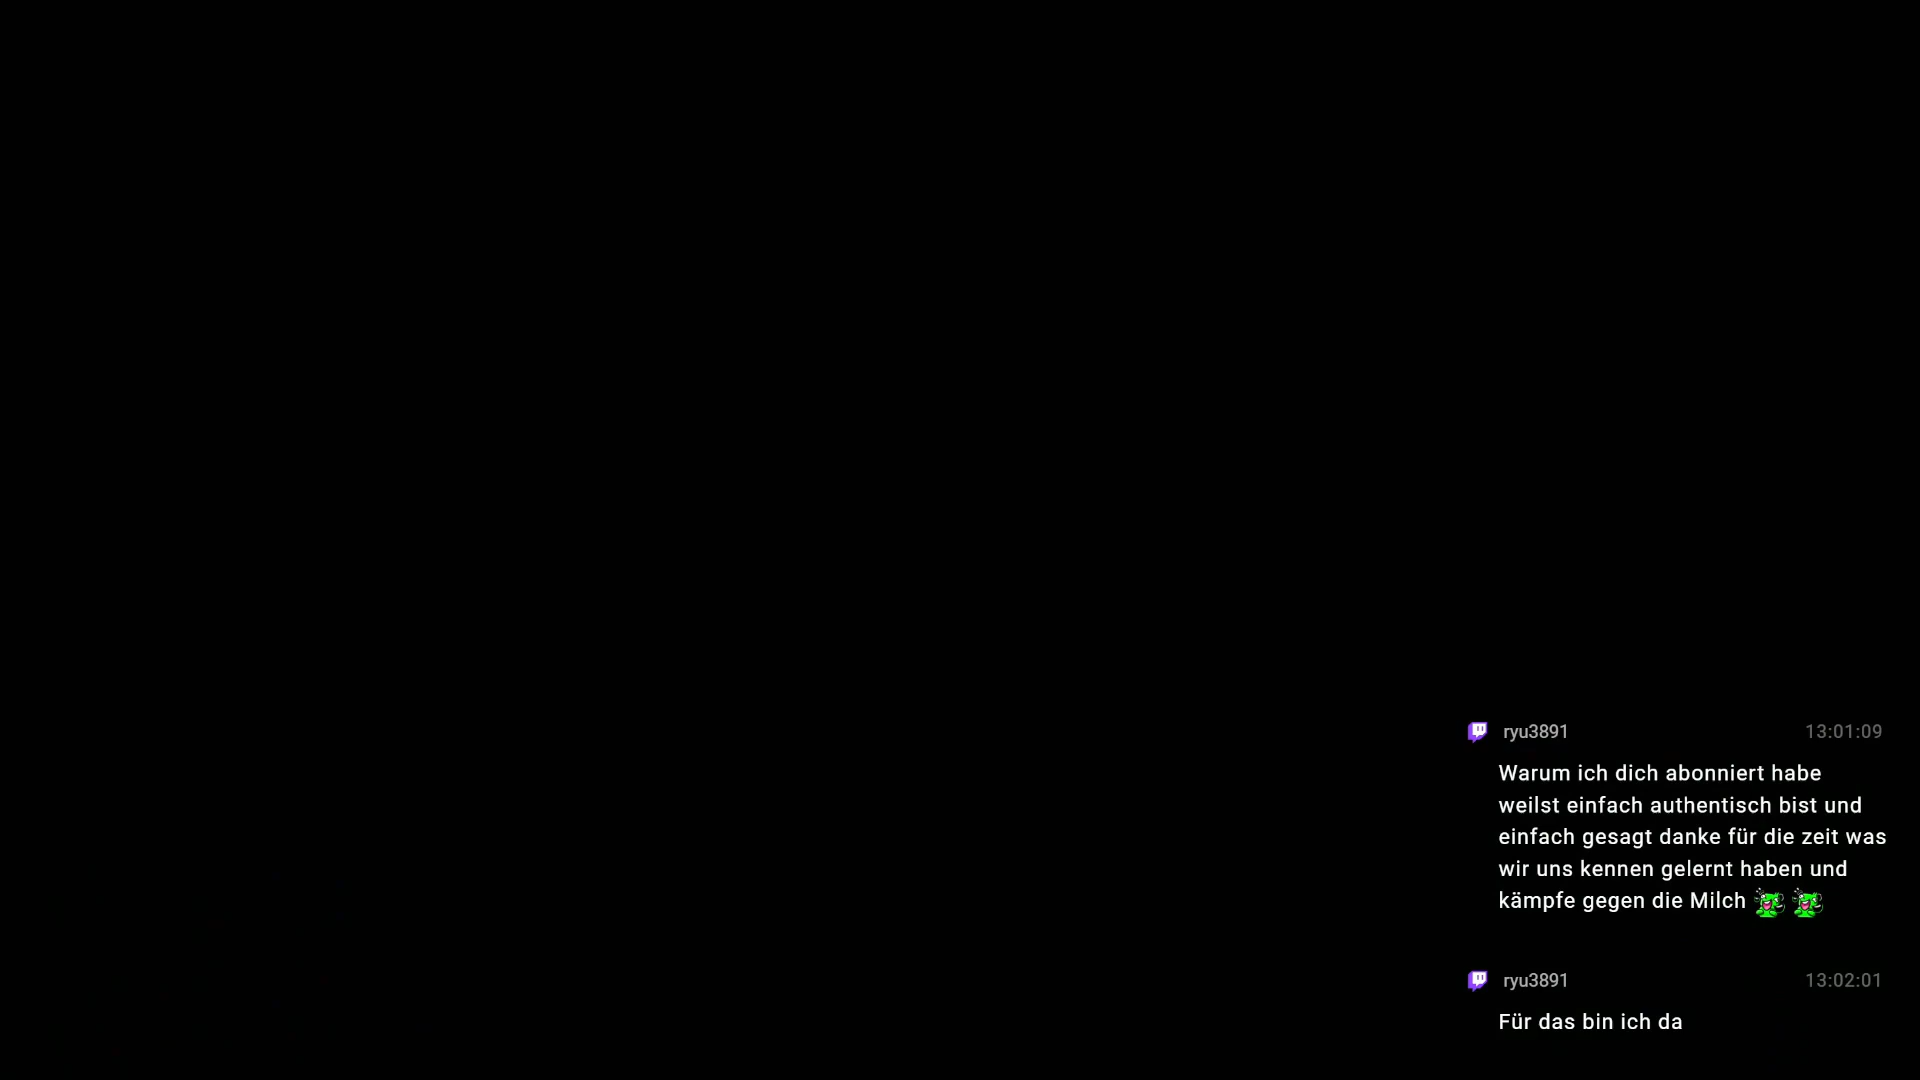 ryu3891 13:01:09
Warum ich dich abonniert habe
weilst einfach authentisch bist und
einfach gesagt danke für die zeit was
wir uns kennen gelernt haben und
kämpfe gegen die Milch
ryu3891 13:02:01
Für das bin ich da